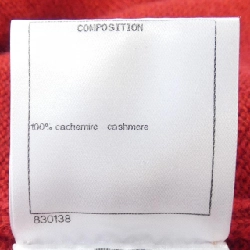 COMPOSITION
100% cachemire cashmere
B30138